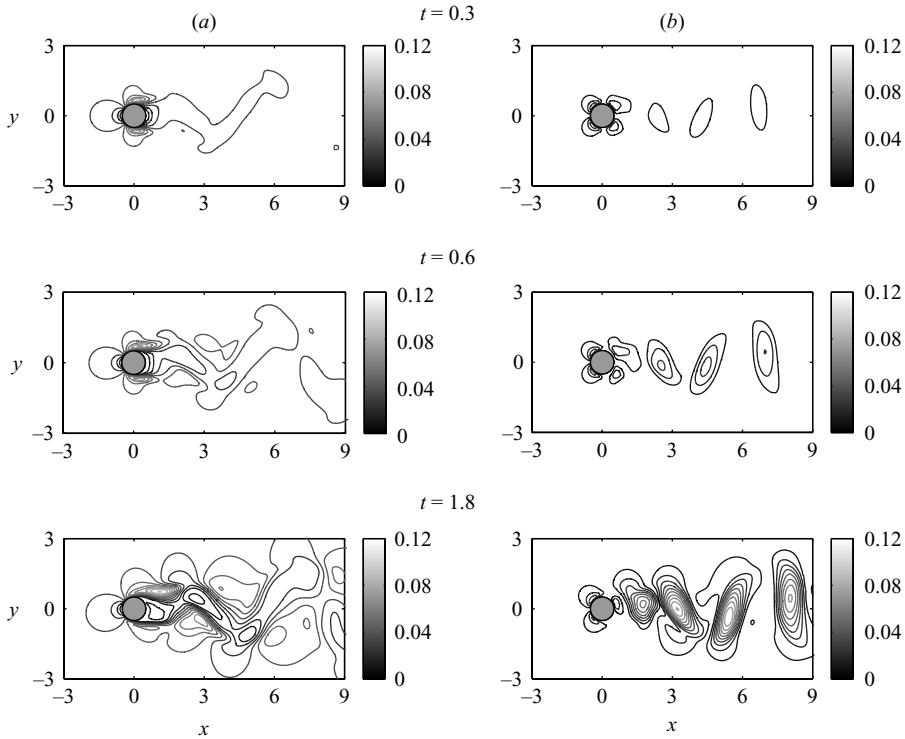 (a) t = 0.3 (b)
3 0.12 3 0.12
y 0 0.08 0 0.08
0.04 0.04
−3 0 −3 0
−3 0 3 6 9 −3 0 3 6 9
t = 0.6
3 0.12 3 0.12
y 0 0.08 0 0.08
0.04 0.04
−3 0 −3 0
−3 0 3 6 9 −3 0 3 6 9
t = 1.8
3 0.12 3 0.12
y 0 0.08 0 0.08
0.04 0.04
−3 0 −3 0
−3 0 3 6 9 −3 0 3 6 9
x x